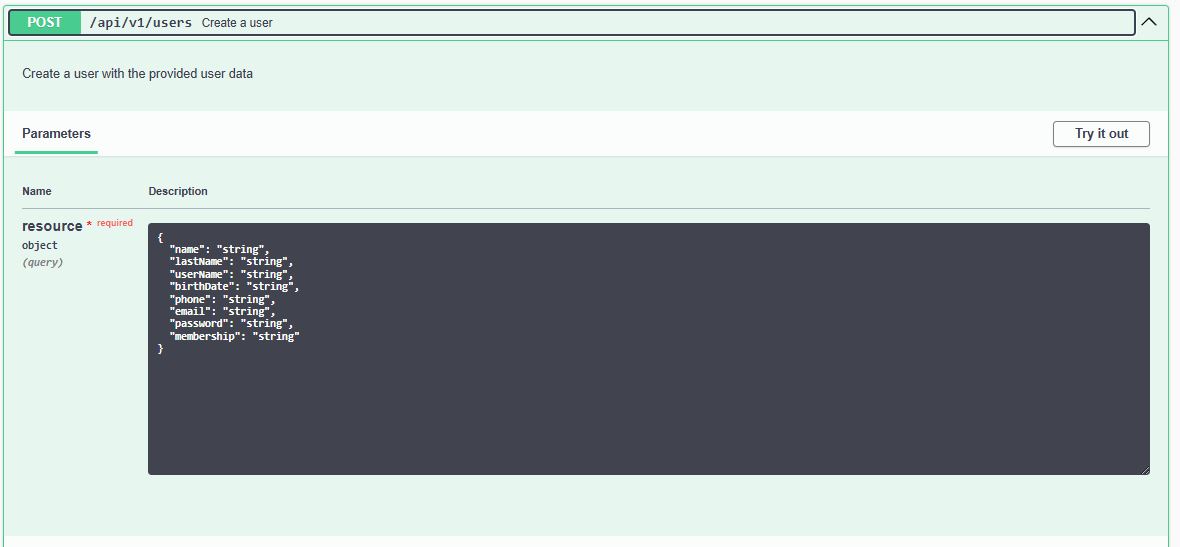 POST /api/v1/users Create a user
Create a user with the provided user data
Parameters
Try it out
Name Description
resource * required
object
(query)
{
  "name": "string",
  "lastName": "string",
  "userName": "string",
  "birthDate": "string",
  "phone": "string",
  "email": "string",
  "password": "string",
  "membership": "string"
}